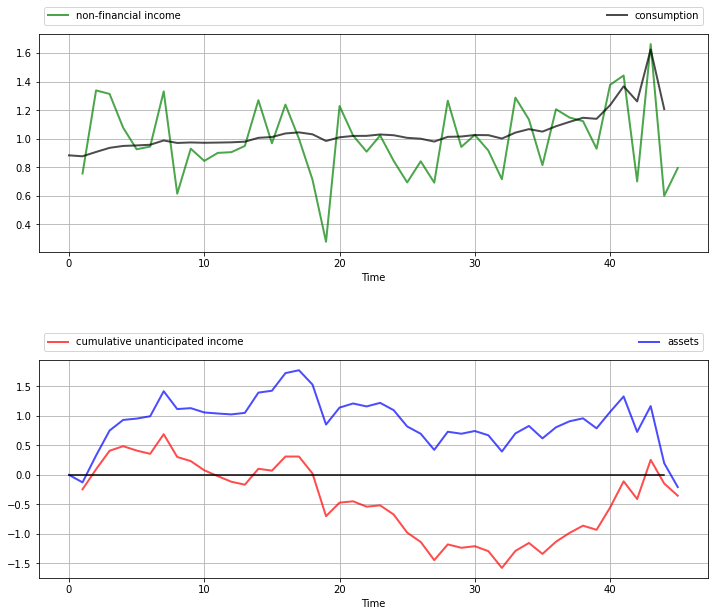 non-financial income consumption
1.6
1.4
1.2
1.0
0.8
0.6
0.4
0 10 20 30 40
Time
cumulative unanticipated income assets
1.5
1.0
0.5
0.0
−0.5
−1.0
−1.5
0 10 20 30 40
Time